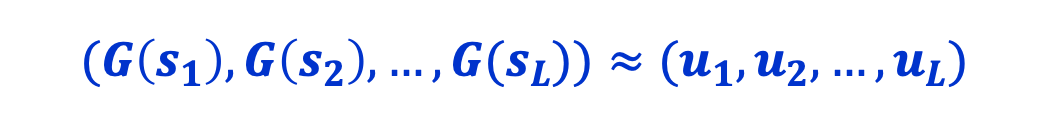 (G(s₁), G(s₂), … , G(s_L)) ≈ (u₁, u₂, … , u_L)